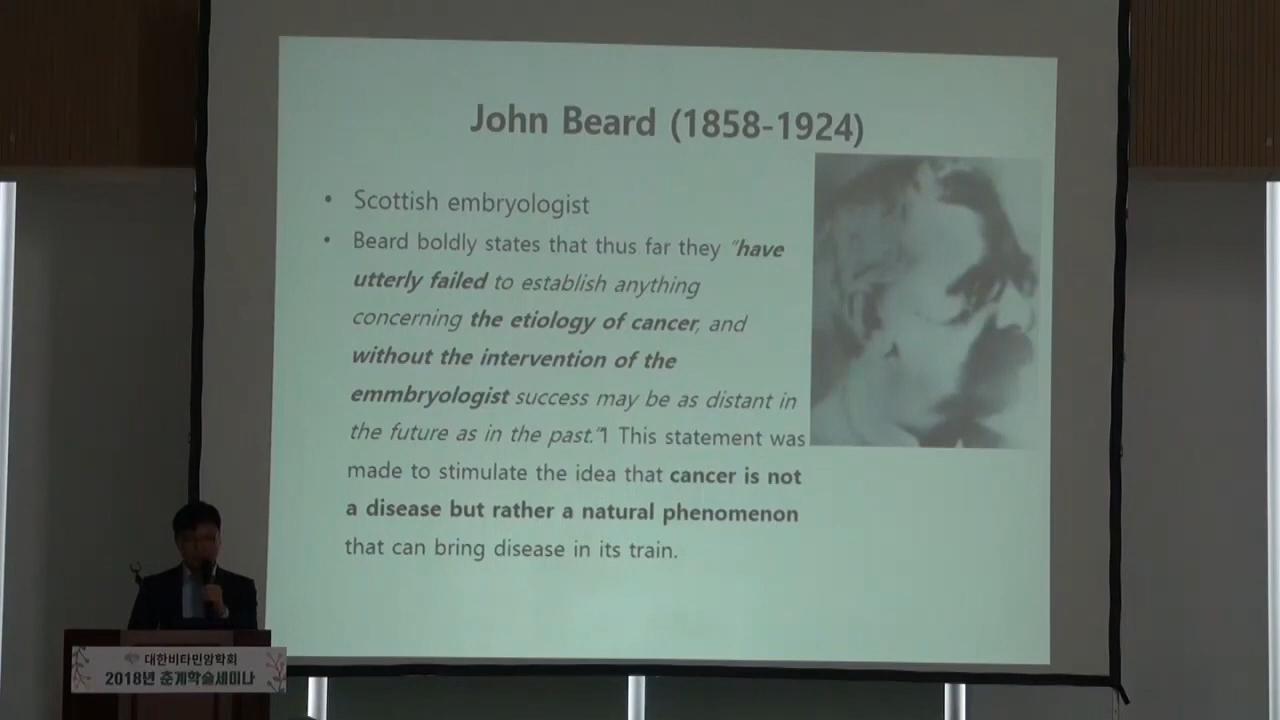 John Beard (1858-1924)
• Scottish embryologist
• Beard boldly states that thus far they "have
utterly failed to establish anything
concerning the etiology of cancer, and
without the intervention of the
emmbryologist success may be as distant in
the future as in the past."1 This statement was
made to stimulate the idea that cancer is not
a disease but rather a natural phenomenon
that can bring disease in its train.
대한비타민암학회
2018년 춘계학술세미나